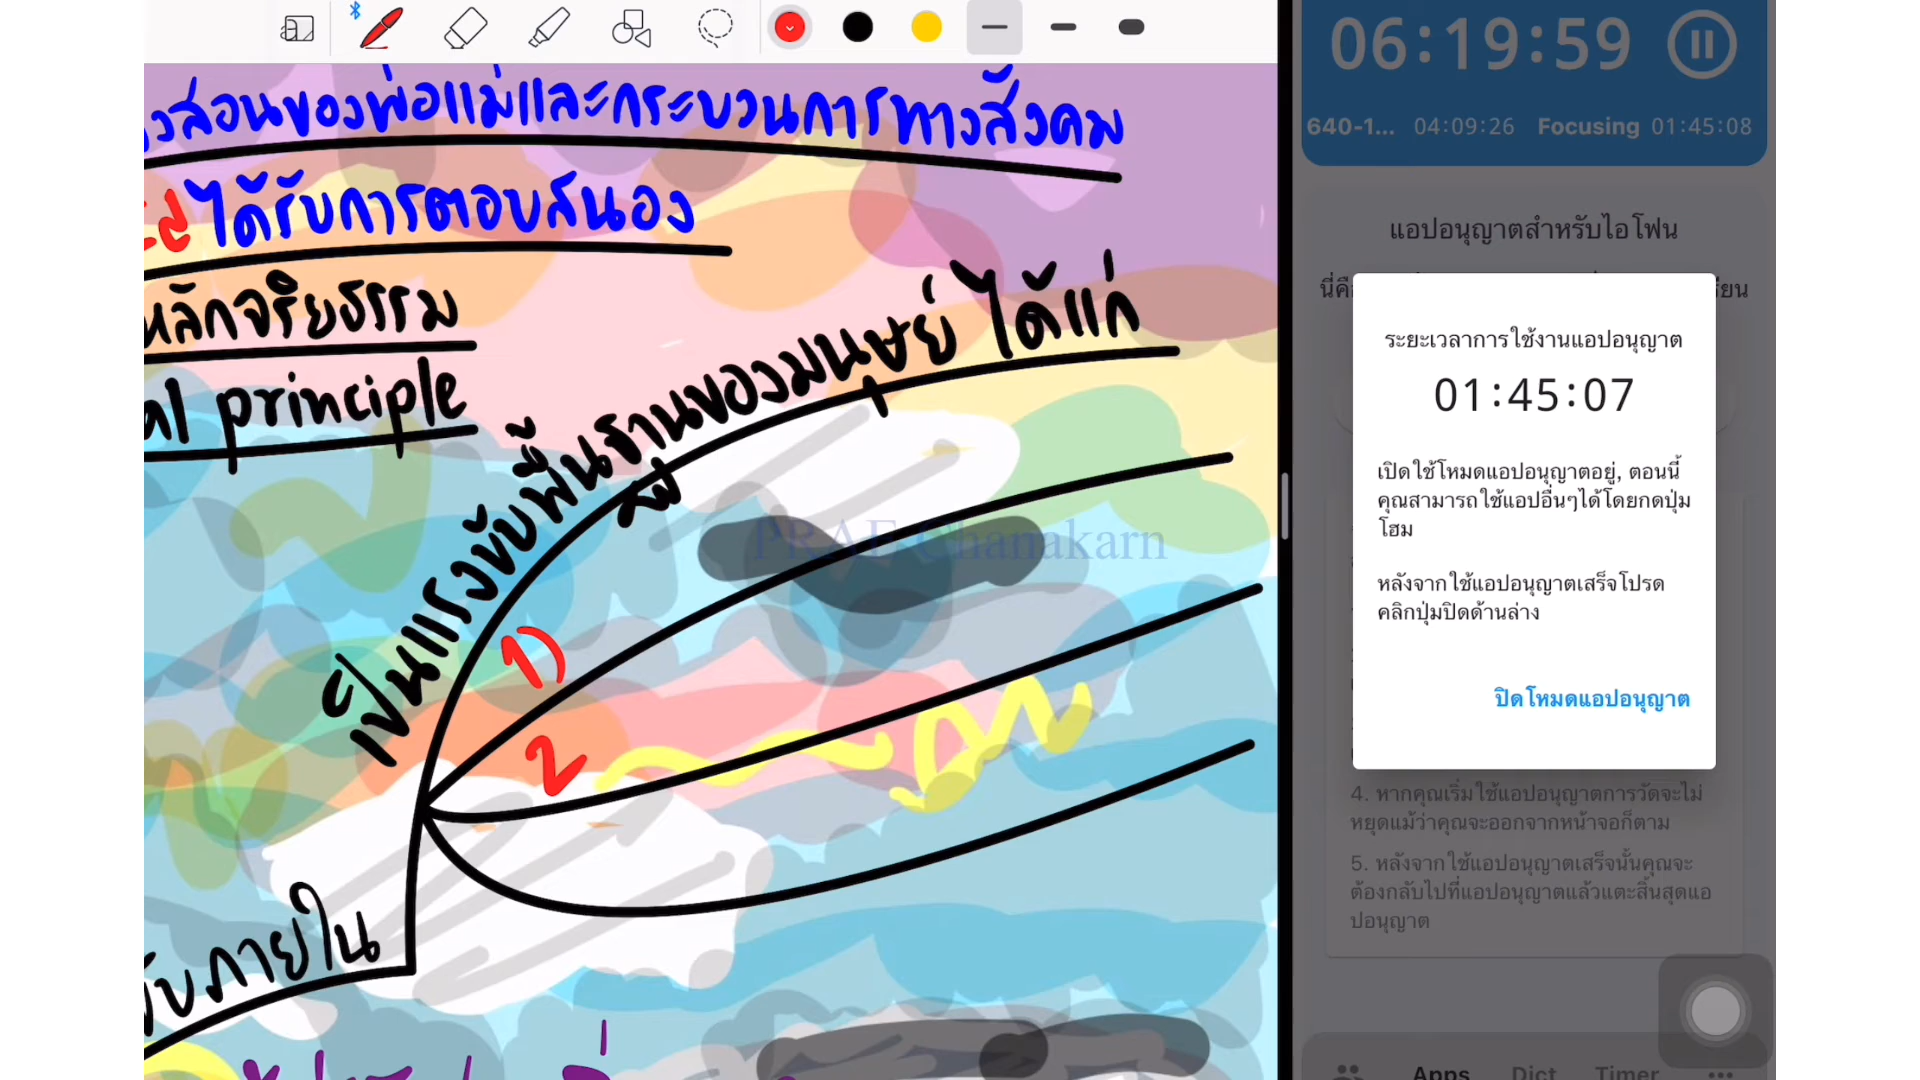 งสอนของพ่อแม่และกระบวนการทางสังคม
ได้รับการตอบสนอง
หลักจริยธรรม
al principle
เป็นแรงขับพื้นฐานของมนุษย์ ได้แก่
1)
2
ภายใน
PRAE Chanakarn
06:19:59
640-1... 04:09:26 Focusing 01:45:08
แอปอนุญาตสำหรับไอโฟน
นี่คื
รียน
ระยะเวลาการใช้งานแอปอนุญาต
01:45:07
เปิดใช้โหมดแอปอนุญาตอยู่, ตอนนี้
คุณสามารถใช้แอปอื่นๆได้โดยกดปุ่ม
โฮม
หลังจากใช้แอปอนุญาตเสร็จโปรด
คลิกปุ่มปิดด้านล่าง
ปิดโหมดแอปอนุญาต
4. หากคุณเริ่มใช้แอปอนุญาตการวัดจะไม่
หยุดแม้ว่าคุณจะออกจากหน้าจอก็ตาม
5. หลังจากใช้แอปอนุญาตเสร็จนั้นคุณจะ
ต้องกลับไปที่แอปอนุญาตแล้วแตะสิ้นสุดแอ
ปอนุญาต
Apps Dict Timer